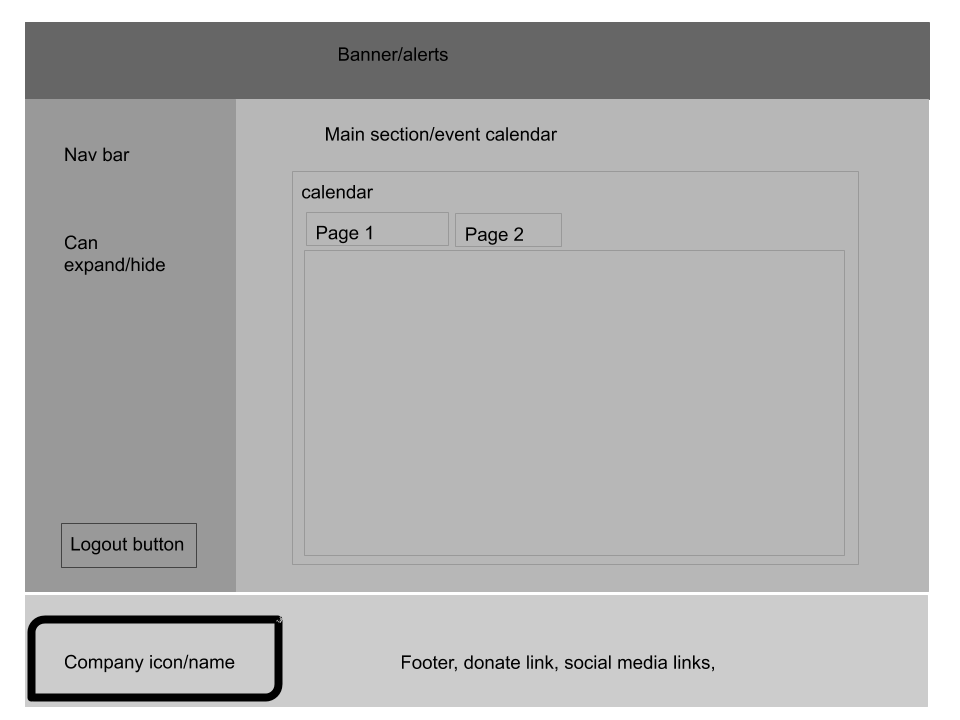 Banner/alerts
Main section/event calendar
Nav bar
Can
expand/hide
calendar
Page 1
Page 2
Logout button
Company icon/name
Footer, donate link, social media links,